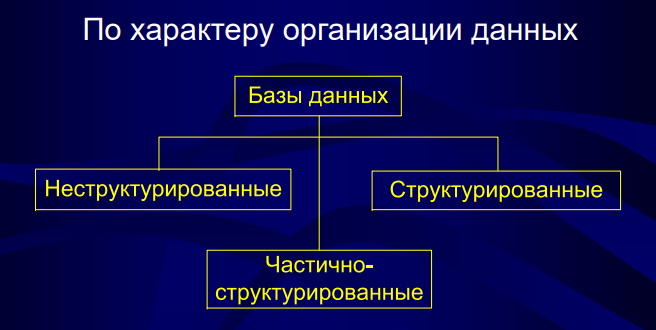 По характеру организации данных
Базы данных
Неструктурированные
Структурированные
Частично-
структурированные